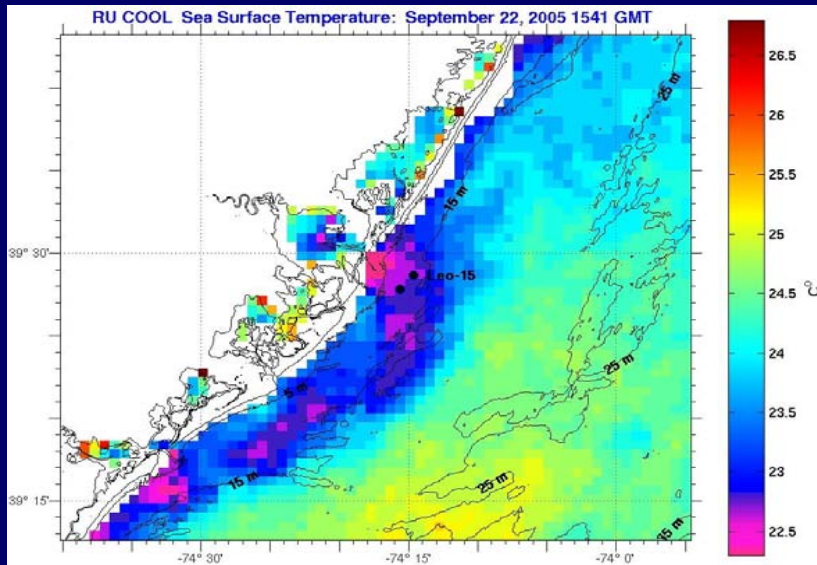 RU COOL Sea Surface Temperature: September 22, 2005 1541 GMT
26.5
26
25.5
25
24.5
24
23.5
23
22.5
C°
25 m
15 m
39° 30'
Leo-15
25 m
5 m
15 m
25 m
39° 15'
35 m
-74° 30'
-74° 15'
-74° 0'